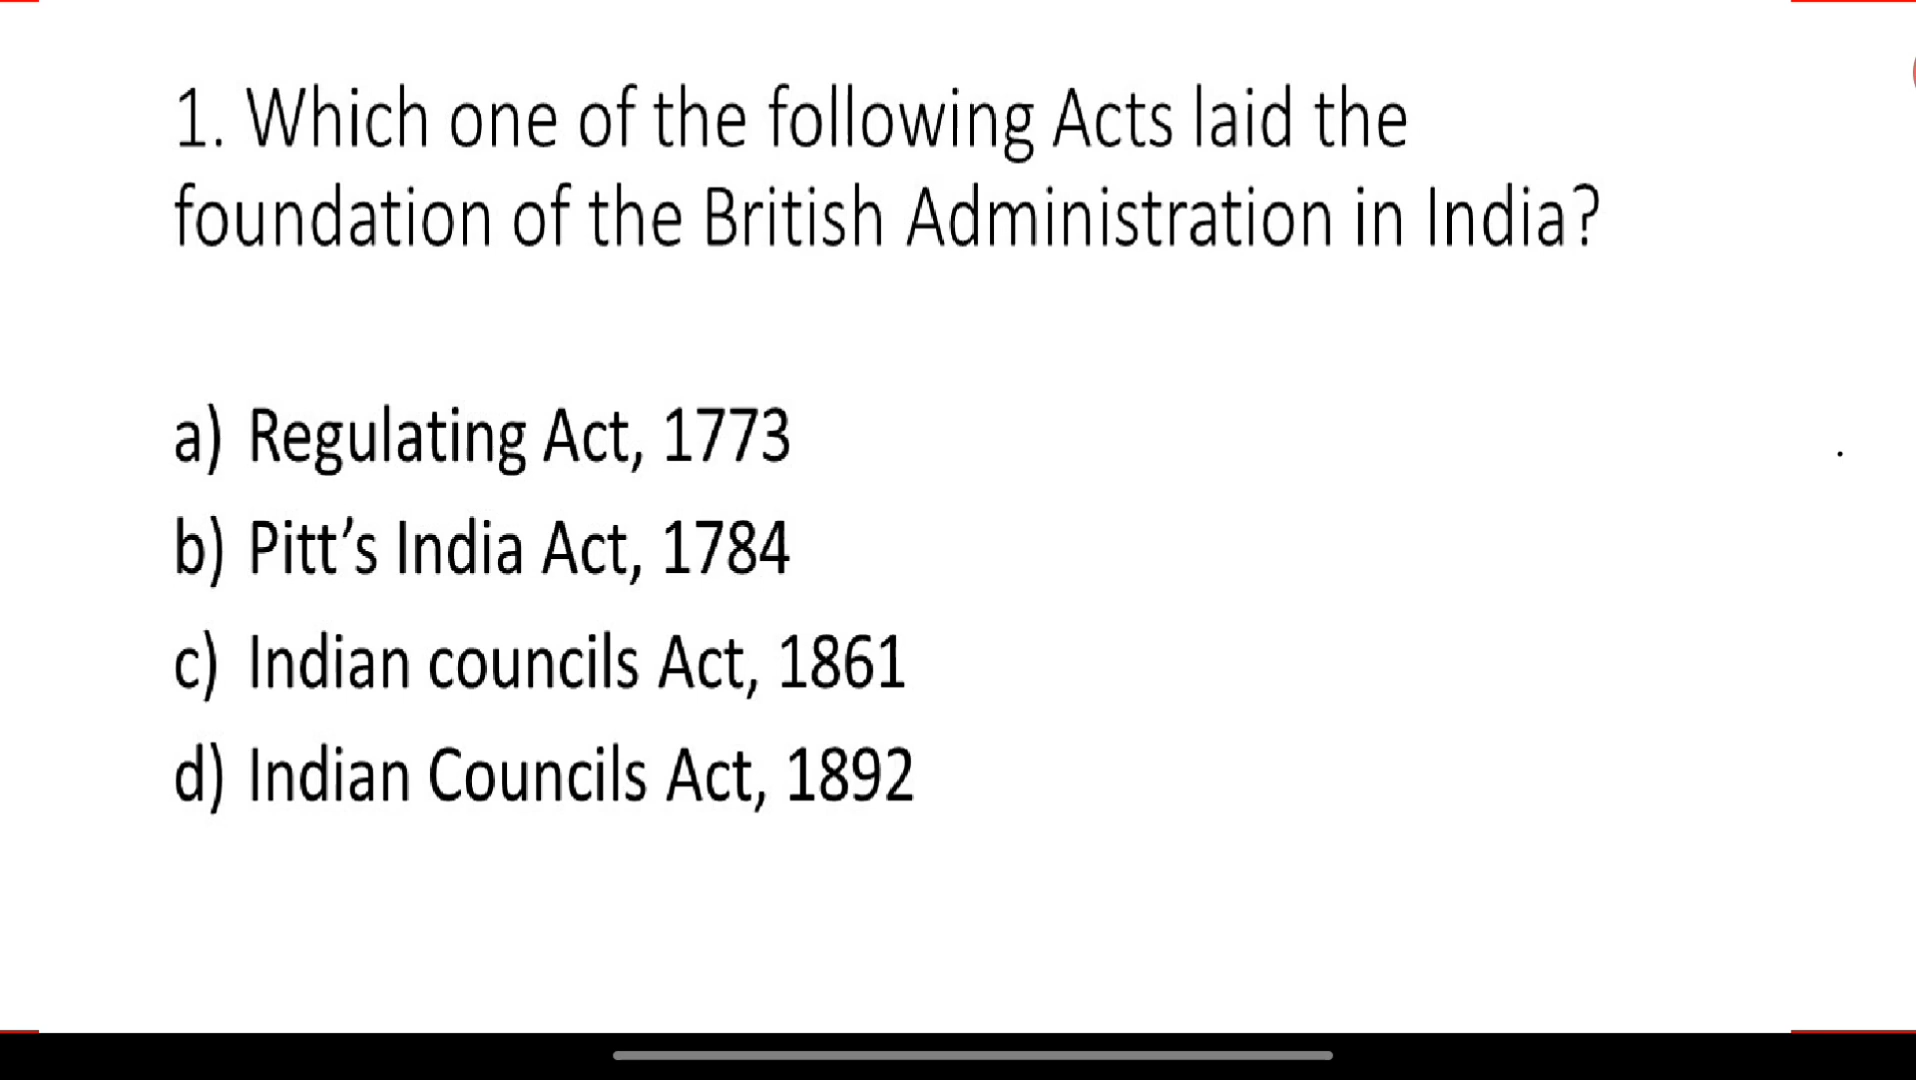 1. Which one of the following Acts laid the
foundation of the British Administration in India?
a) Regulating Act, 1773
b) Pitt’s India Act, 1784
c) Indian councils Act, 1861
d) Indian Councils Act, 1892